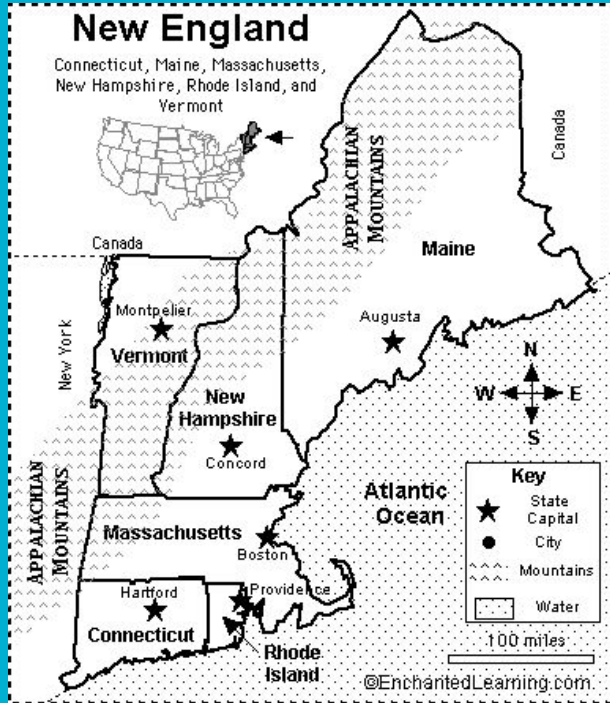 New England
Connecticut, Maine, Massachusetts,
New Hampshire, Rhode Island, and
Vermont
Canada
APPALACHIAN
MOUNTAINS
Maine
Canada
Montpelier
Vermont
New York
Augusta
New
Hampshire
Concord
N
W E
S
APPALACHIAN
MOUNTAINS
Massachusetts
Boston
Atlantic
Ocean
Hartford
Connecticut
Providence
Rhode
Island
Key
State
Capital
City
Mountains
Water
100 miles
©EnchantedLearning.com